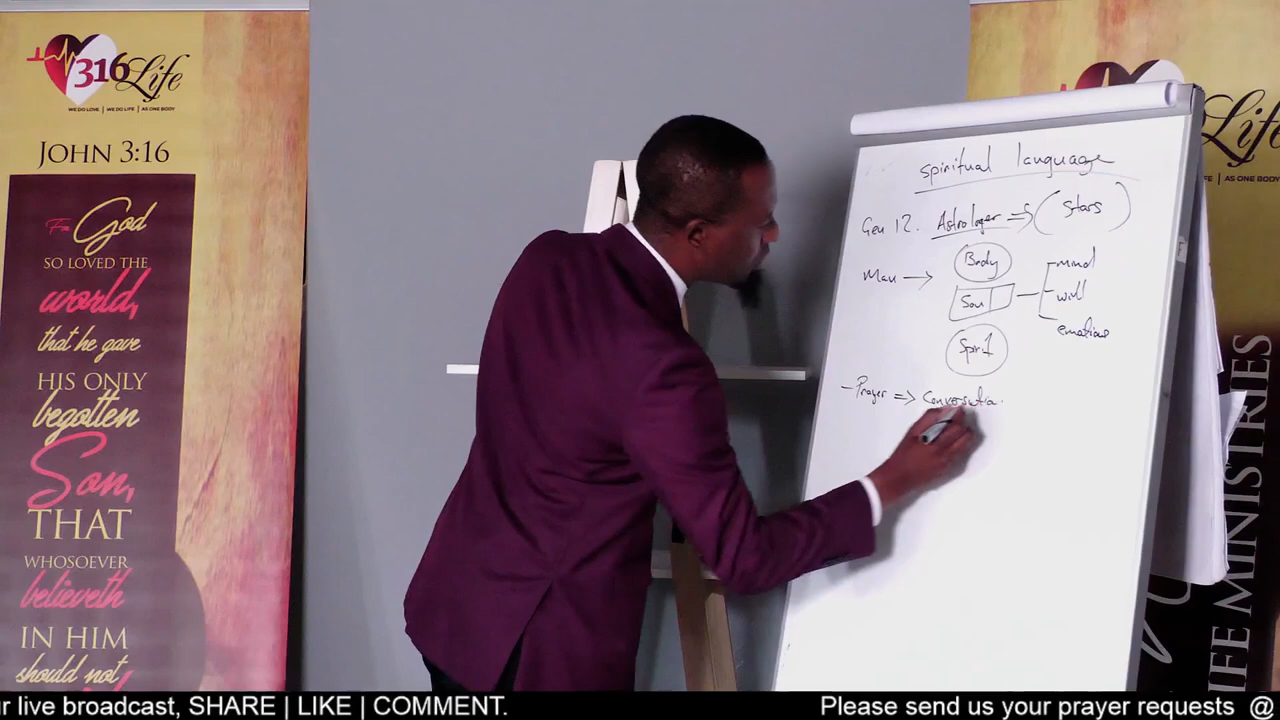 316 Life
WE DO LOVE | WE DO LIFE | AS ONE BODY
JOHN 3:16
For God
SO LOVED THE
world,
that he gave
HIS ONLY
begotten
Son,
THAT
WHOSOEVER
believeth
IN HIM
should not
spiritual language
Gen 12. Astrologer => (Stars)
Man → Body
Soul
mind
will
emotions
Spirit
- Prayer =>
Life
FE | AS ONE BODY
LIFE MINISTRIES
r live broadcast, SHARE | LIKE | COMMENT.
Please send us your prayer requests @